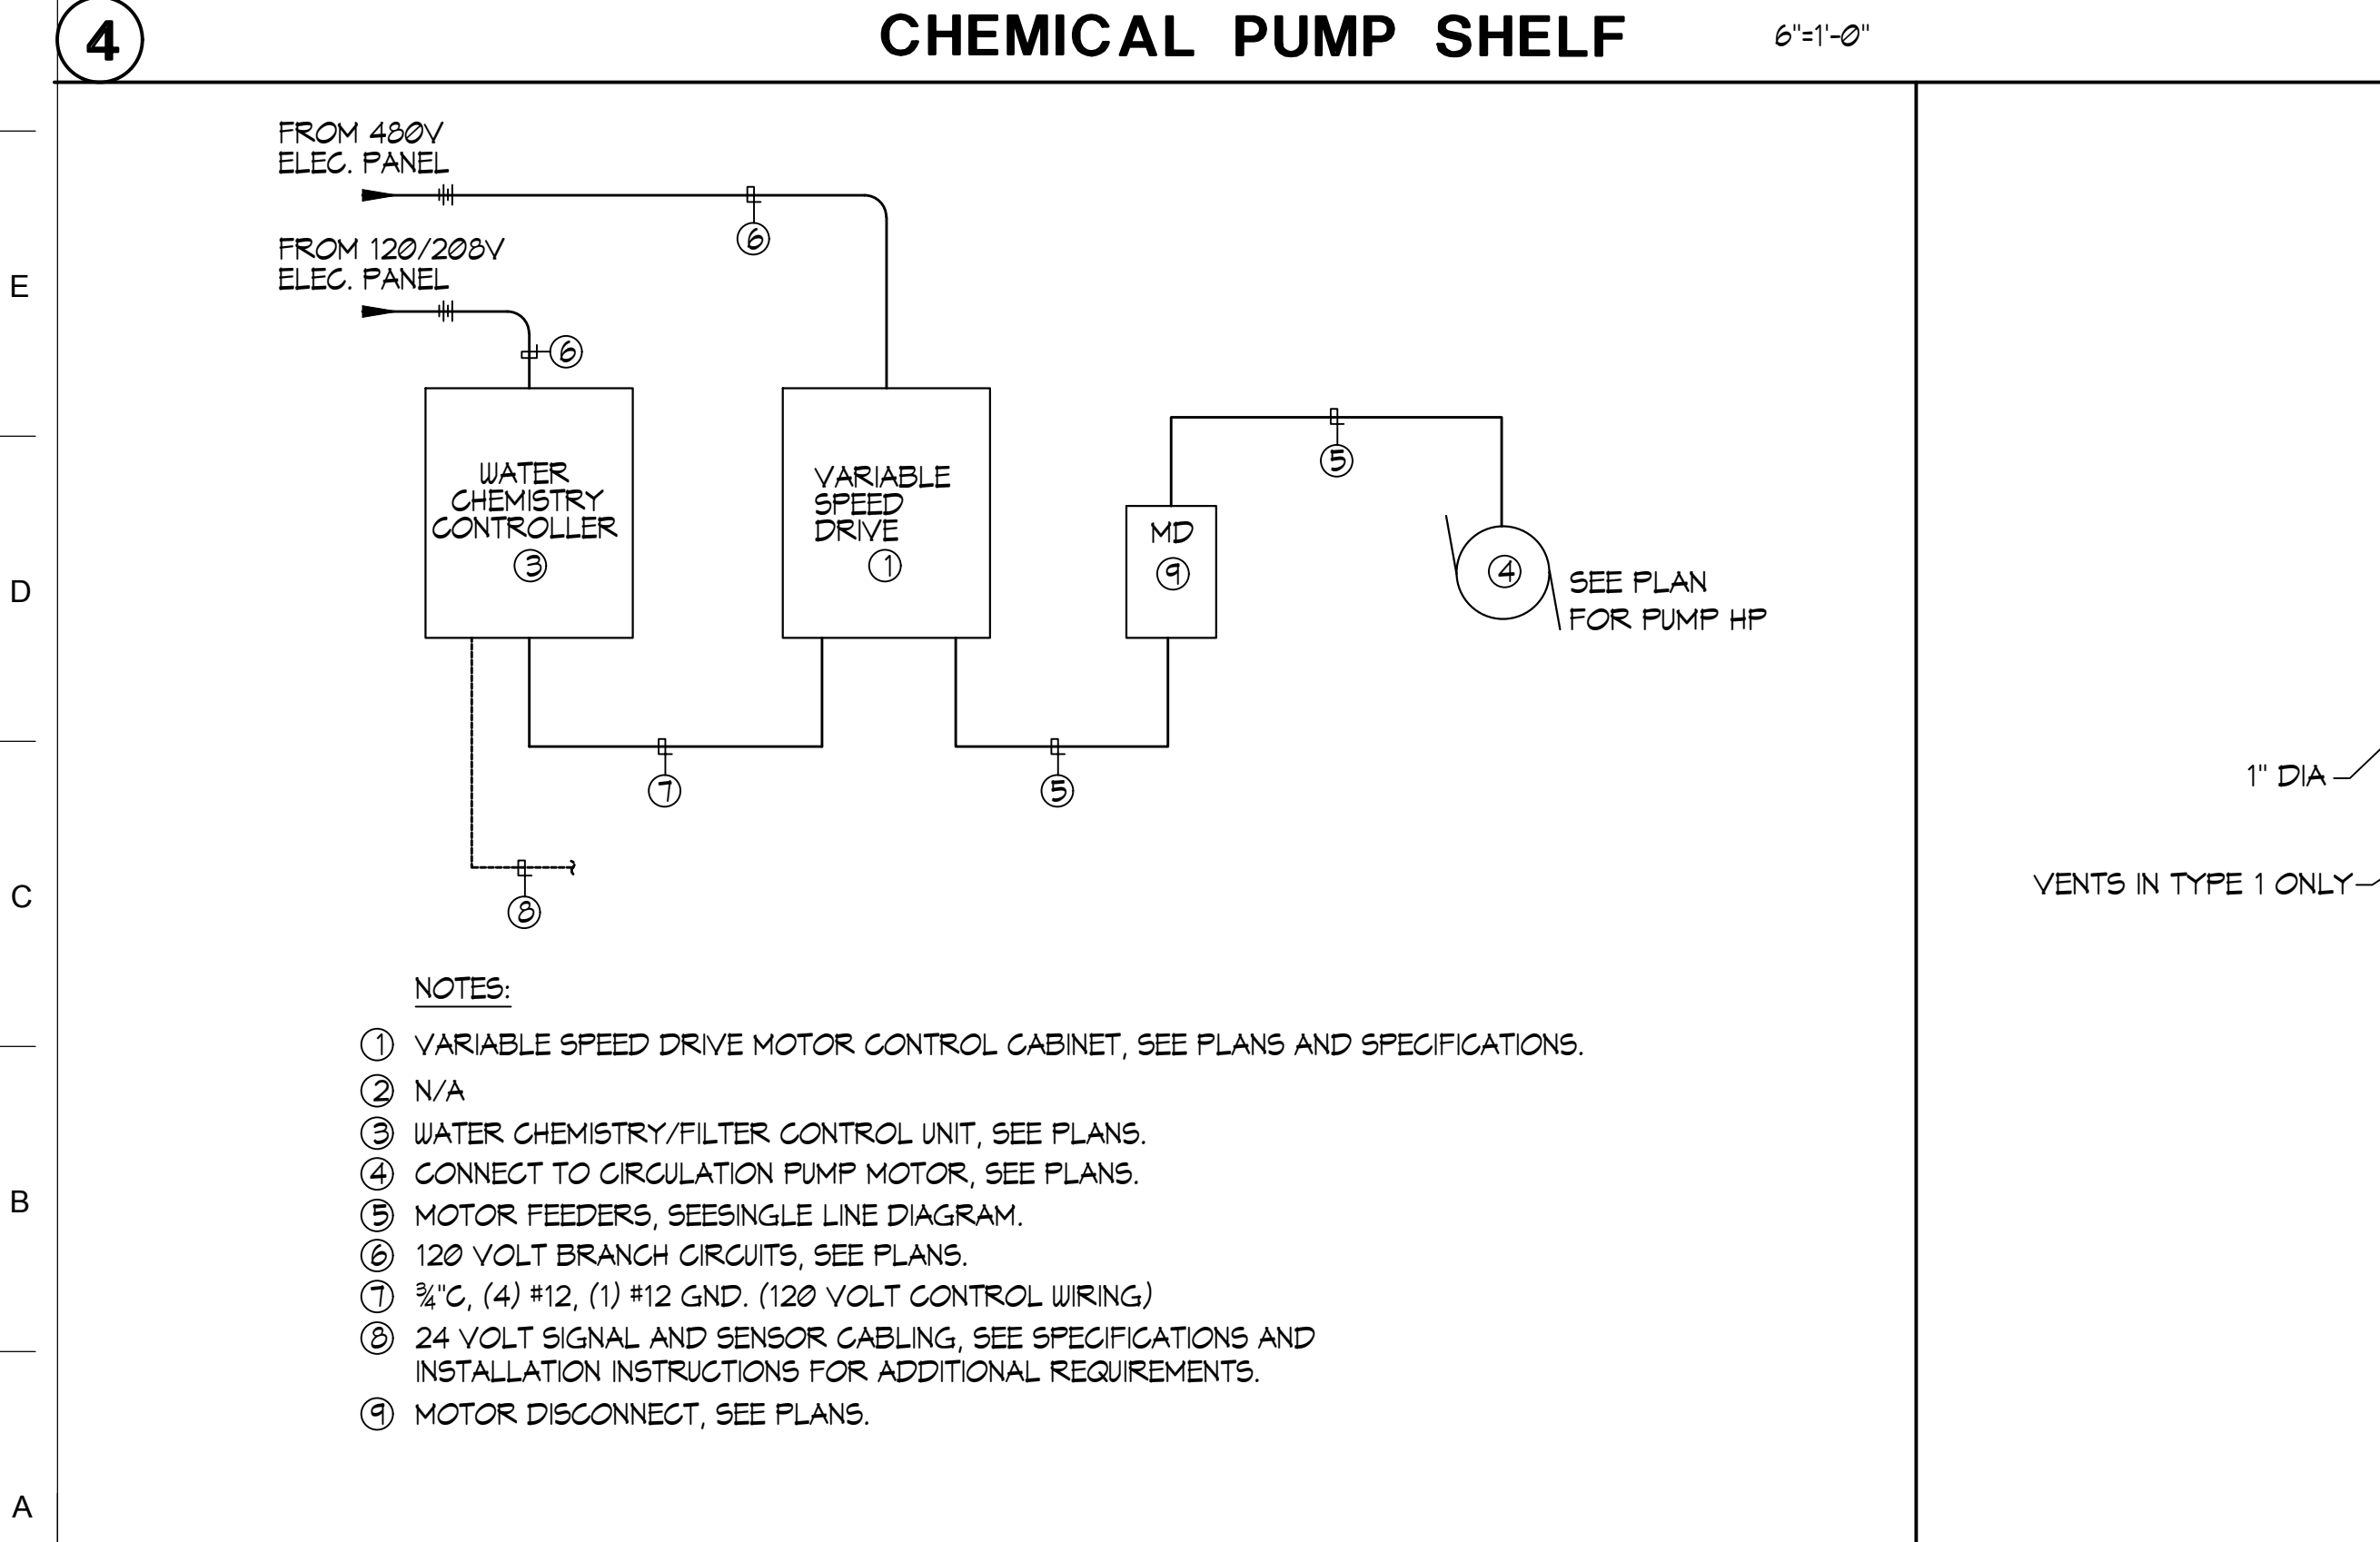 4
CHEMICAL PUMP SHELF
6"=1'-0"
FROM 480V
ELEC. PANEL
6
FROM 120/208V
ELEC. PANEL
6
E
WATER
CHEMISTRY
CONTROLLER
3
VARIABLE
SPEED
DRIVE
1
5
MD
9
4
SEE PLAN
FOR PUMP HP
D
7
5
1" DIA
8
VENTS IN TYPE 1 ONLY
C
NOTES:
1 VARIABLE SPEED DRIVE MOTOR CONTROL CABINET, SEE PLANS AND SPECIFICATIONS.
2 N/A
3 WATER CHEMISTRY/FILTER CONTROL UNIT, SEE PLANS.
4 CONNECT TO CIRCULATION PUMP MOTOR, SEE PLANS.
5 MOTOR FEEDERS, SEESINGLE LINE DIAGRAM.
6 120 VOLT BRANCH CIRCUITS, SEE PLANS.
7 ¾"C, (4) #12, (1) #12 GND. (120 VOLT CONTROL WIRING)
8 24 VOLT SIGNAL AND SENSOR CABLING, SEE SPECIFICATIONS AND
INSTALLATION INSTRUCTIONS FOR ADDITIONAL REQUIREMENTS.
9 MOTOR DISCONNECT, SEE PLANS.
B
A